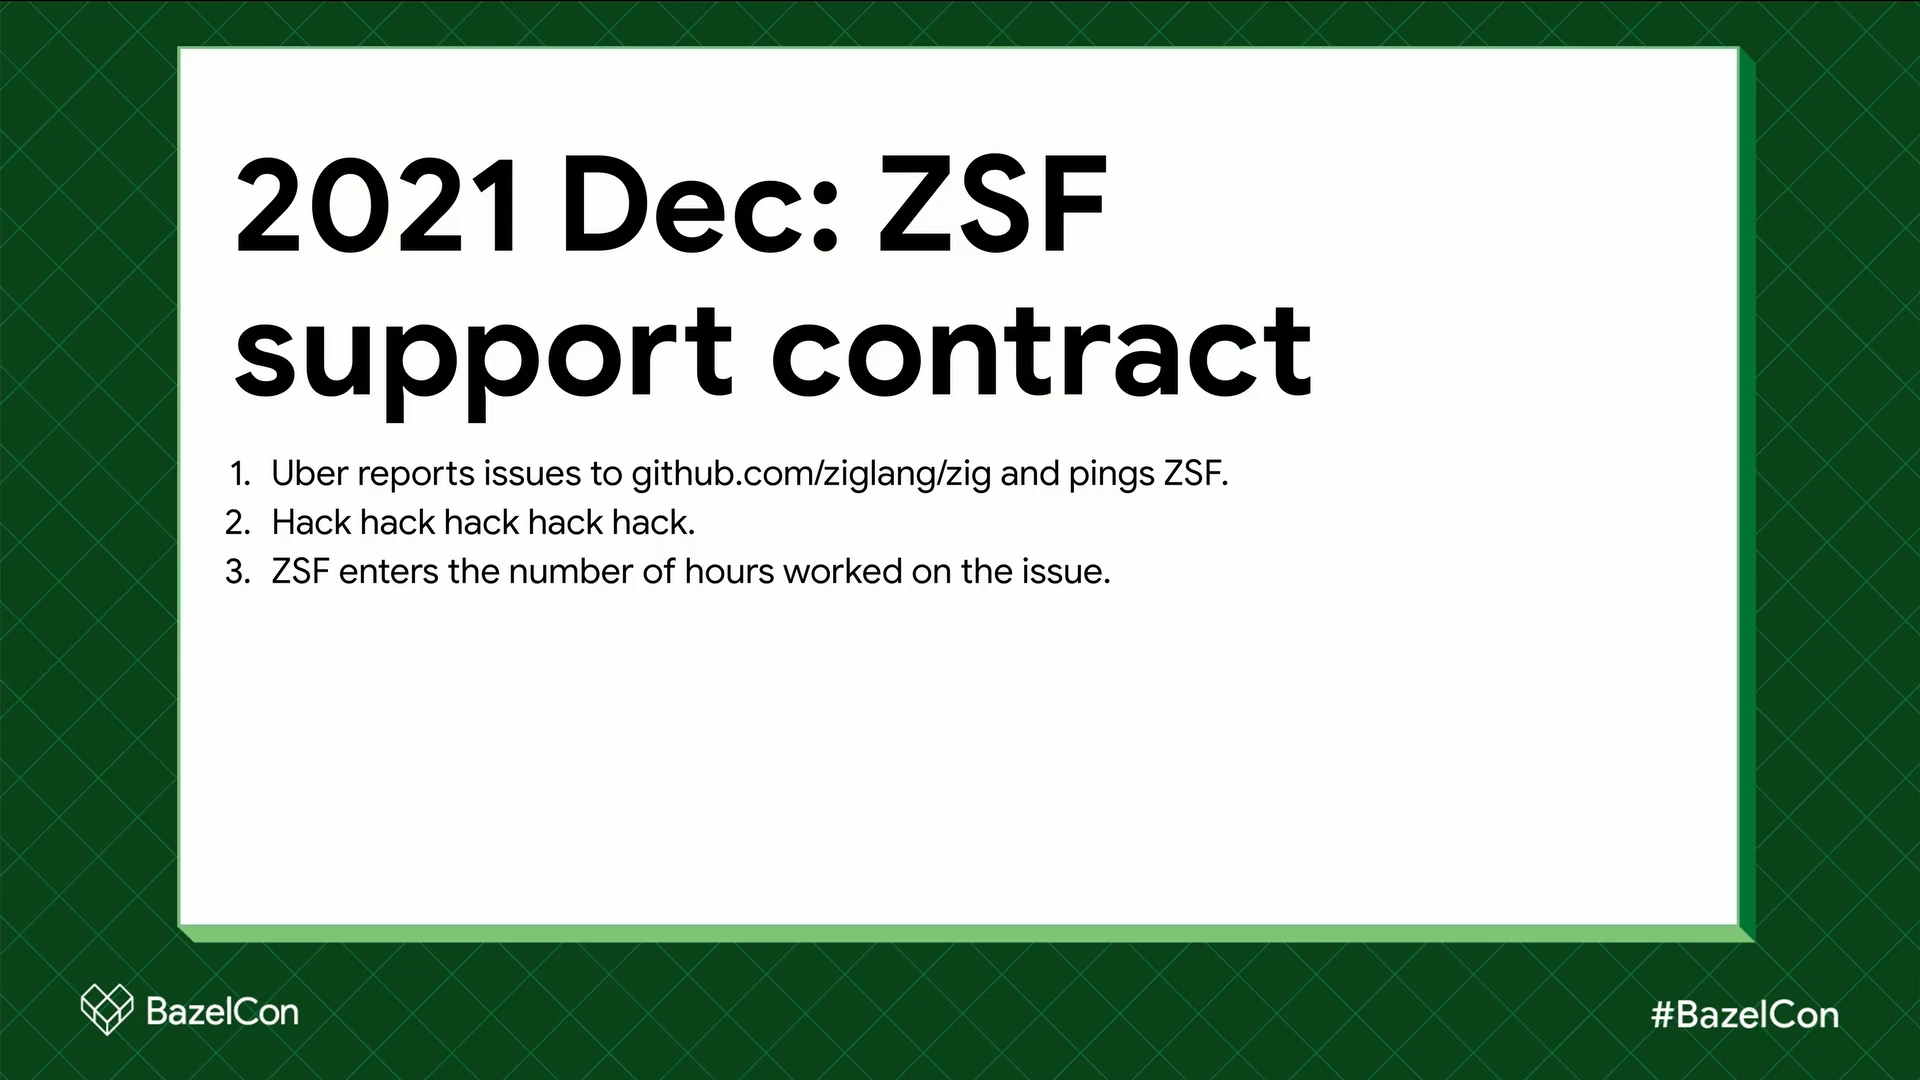 2021 Dec: ZSF
support contract
1. Uber reports issues to github.com/ziglang/zig and pings ZSF.
2. Hack hack hack hack hack.
3. ZSF enters the number of hours worked on the issue.
BazelCon
#BazelCon